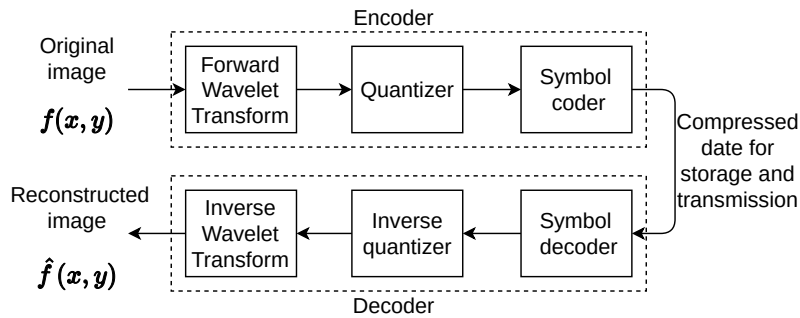 Encoder
Original
image
f(x, y)
Forward
Wavelet
Transform
Quantizer
Symbol
coder
Compressed
date for
storage and
transmission
Reconstructed
image
f̂ (x, y)
Inverse
Wavelet
Transform
Inverse
quantizer
Symbol
decoder
Decoder